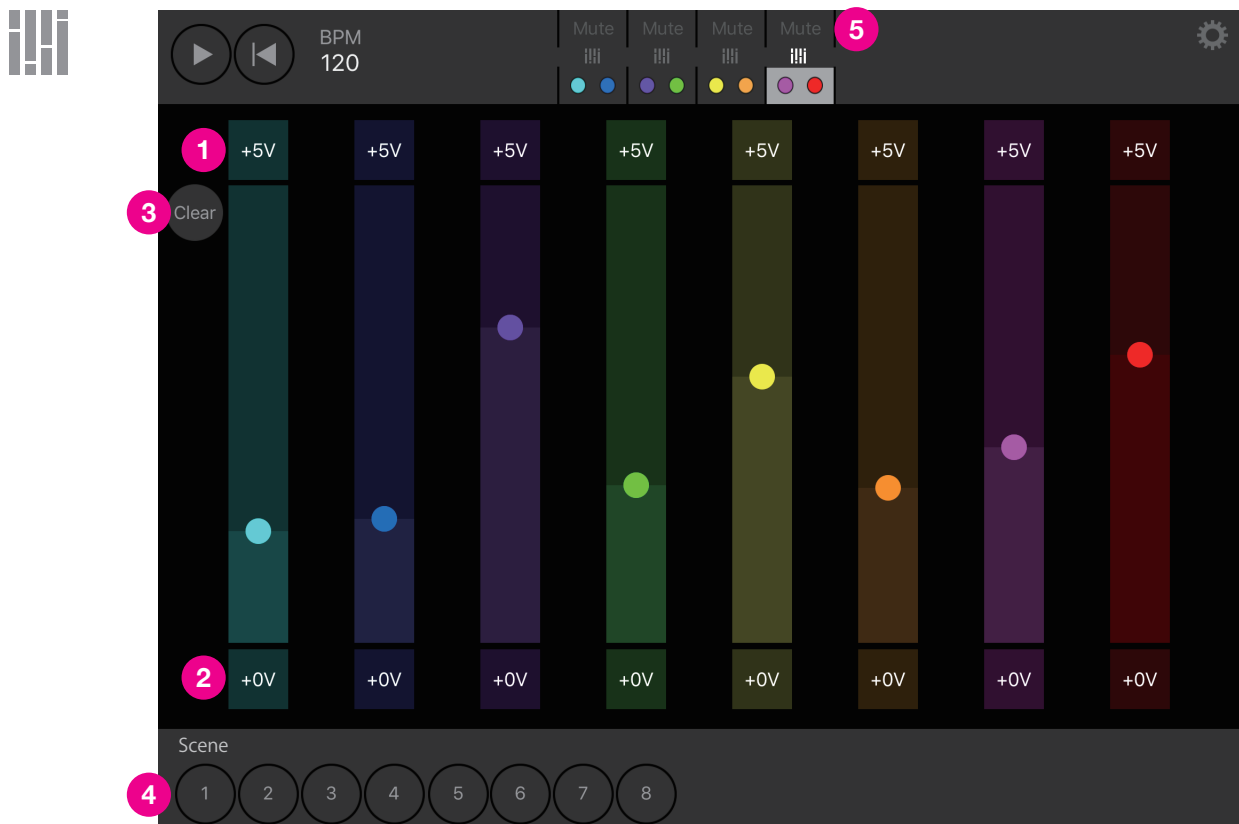 Mute Mute Mute Mute 5
BPM
120
1 +5V +5V +5V +5V +5V +5V +5V +5V
3 Clear
2 +0V +0V +0V +0V +0V +0V +0V +0V
Scene
4 1 2 3 4 5 6 7 8